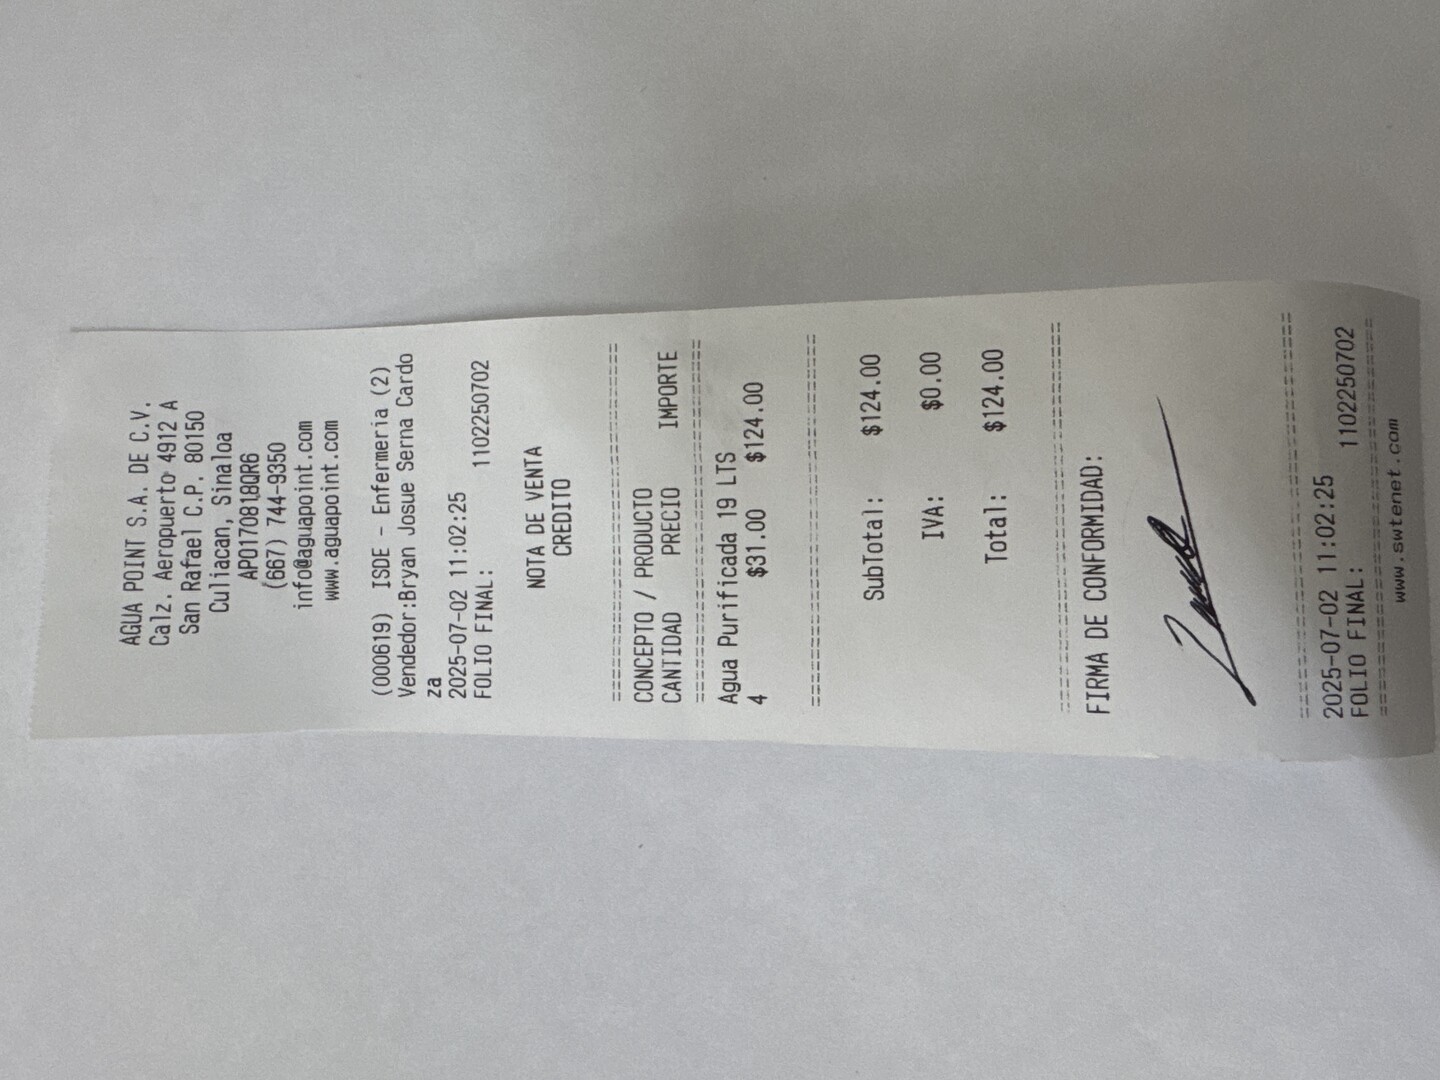 AGUA POINT S.A. DE C.V.
Calz. Aeropuerto 4912 A
San Rafael C.P. 80150
Culiacan, Sinaloa
APO170818QR6
(667) 744-9350
info@aguapoint.com
www.aguapoint.com
(000619) ISDE - Enfermeria (2)
Vendedor:Bryan Josue Serna Cardo
za
2025-07-02 11:02:25
FOLIO FINAL: 1102250702
NOTA DE VENTA
CREDITO
================================
CONCEPTO / PRODUCTO
CANTIDAD PRECIO IMPORTE
================================
Agua Purificada 19 LTS
4 $31.00 $124.00
================================
SubTotal: $124.00
IVA: $0.00
Total: $124.00
================================
FIRMA DE CONFORMIDAD:
================================
2025-07-02 11:02:25
FOLIO FINAL: 1102250702
================================
www.swtenet.com